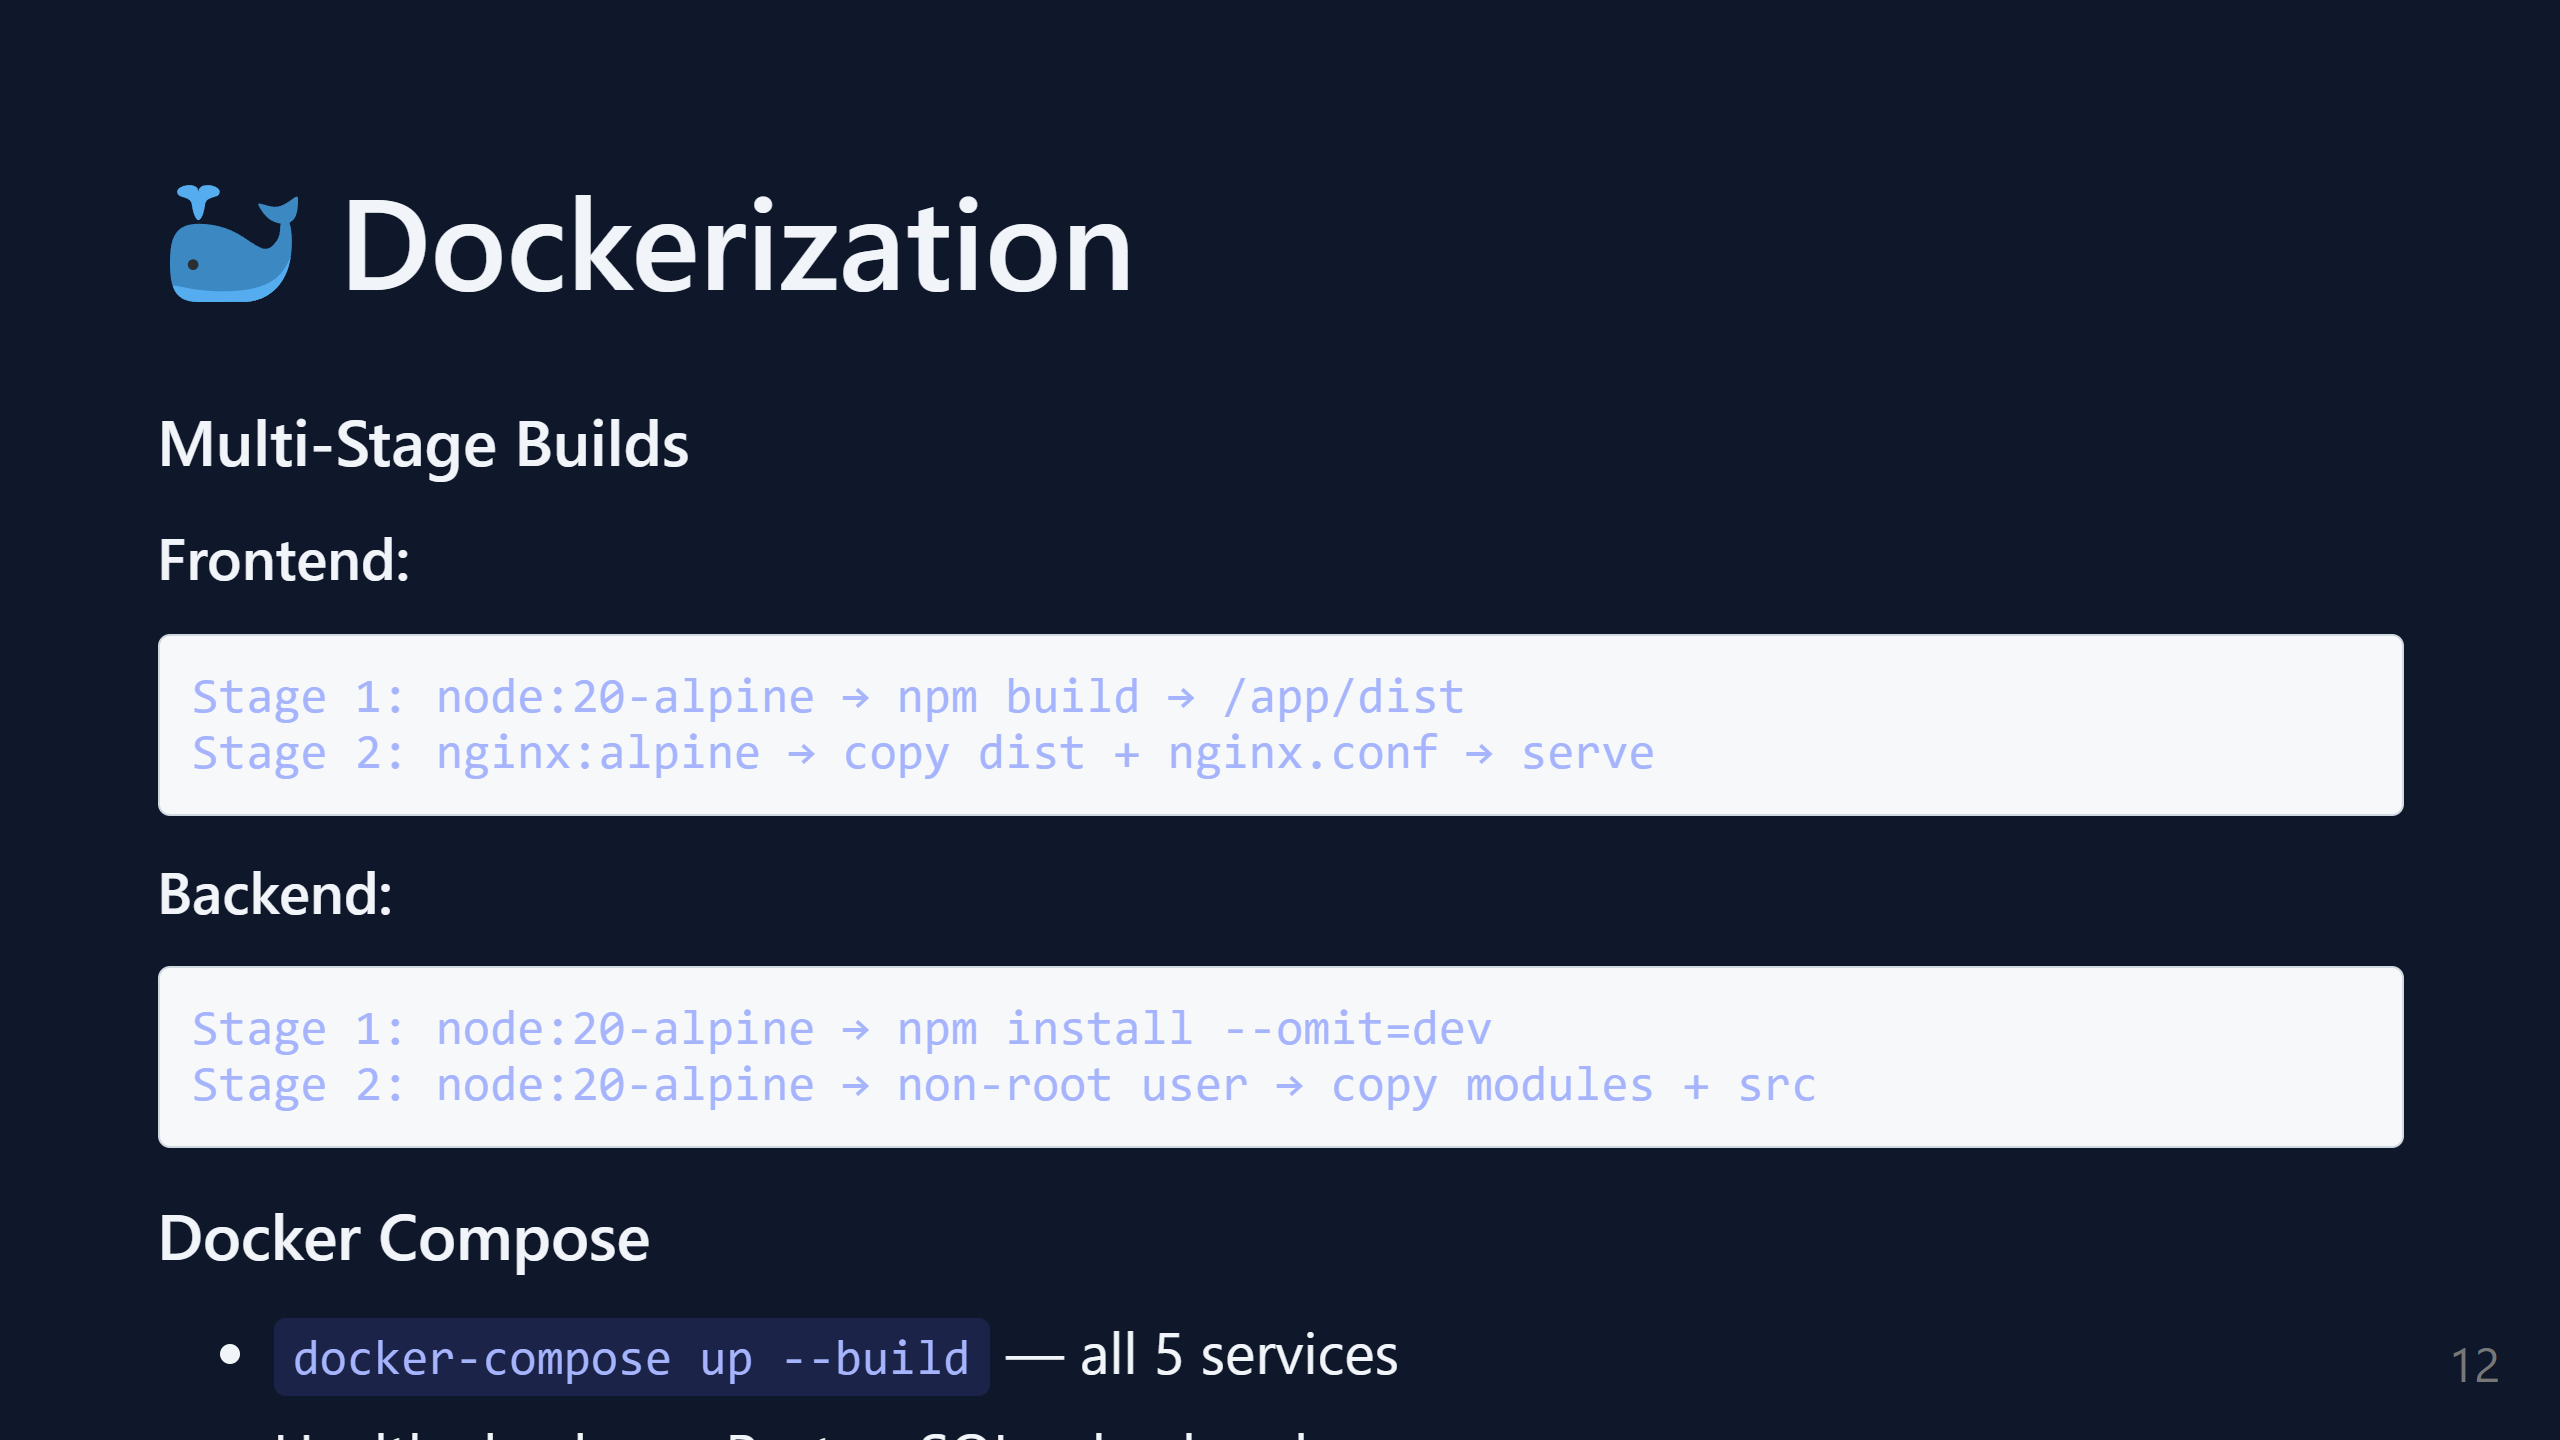 Dockerization
Multi-Stage Builds
Frontend:
Stage 1: node:20-alpine → npm build → /app/dist
Stage 2: nginx:alpine → copy dist + nginx.conf → serve
Backend:
Stage 1: node:20-alpine → npm install --omit=dev
Stage 2: node:20-alpine → non-root user → copy modules + src
Docker Compose
• docker-compose up --build — all 5 services
12